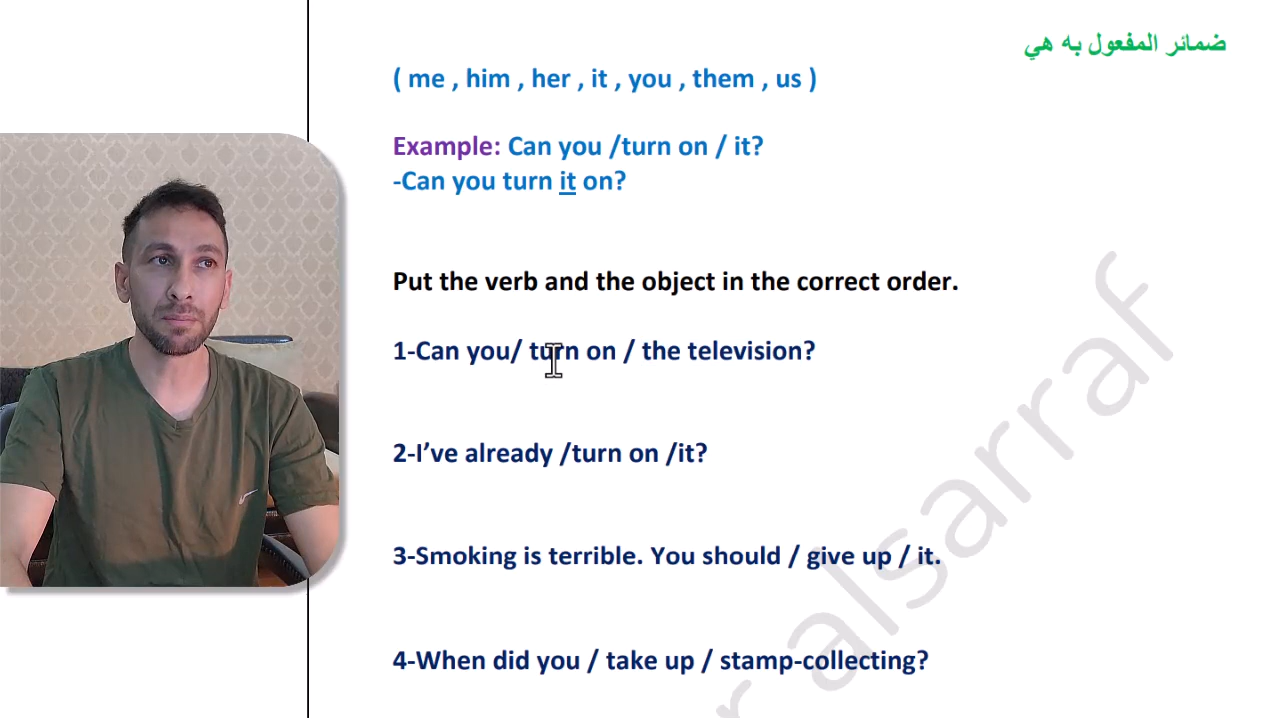 ضمائر المفعول به هي
( me , him , her , it , you , them , us )
Example: Can you /turn on / it?
-Can you turn it on?
Put the verb and the object in the correct order.
1-Can you/ turn on / the television?
2-I’ve already /turn on /it?
3-Smoking is terrible. You should / give up / it.
4-When did you / take up / stamp-collecting?
alsarraf